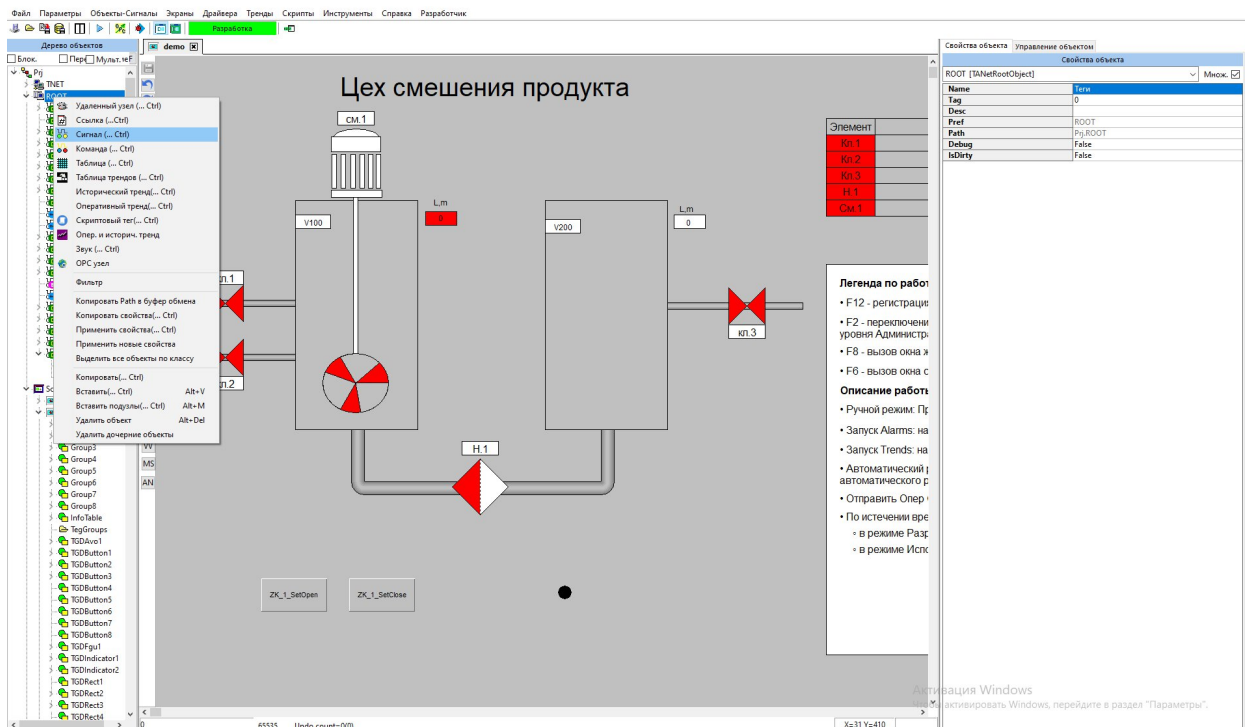 Файл Параметры Объекты-Сигналы Экраны Драйвера Тренды Скрипты Инструменты Справка Разработчик
Разработка
Дерево объектов
Блок.
Мульт.
Prj
TNET
ROOT
Удаленный узел (... Ctrl)
Ссылка (...Ctrl)
Сигнал (... Ctrl)
Команда (... Ctrl)
Таблица (... Ctrl)
Таблица трендов (... Ctrl)
Исторический тренд(... Ctrl)
Оперативный тренд(... Ctrl)
Скриптовый тег(... Ctrl)
Опер. и историч. тренд
Звук (... Ctrl)
OPC узел
Фильтр
Копировать Path в буфер обмена
Копировать свойства(... Ctrl)
Применить свойства(... Ctrl)
Применить новые свойства
Выделить все объекты по классу
Копировать(... Ctrl)
Вставить(... Ctrl) Alt+V
Вставить подузлы(... Ctrl) Alt+M
Удалить объект Alt+Del
Удалить дочерние объекты
Group3
Group4
Group5
Group6
Group7
Group8
InfoTable
TegGroups
TGDAvo1
TGDButton1
TGDButton2
TGDButton3
TGDButton4
TGDButton5
TGDButton6
TGDButton7
TGDButton8
TGDFgu1
TGDIndicator1
TGDIndicator2
TGDRect1
TGDRect2
TGDRect3
TGDRect4
demo
W
MS
AN
Цех смешения продукта
см.1
V100
L,m
0
V200
L,m
0
кл.3
Н.1
ZK_1_SetOpen
ZK_1_SetClose
Элемент
Кл.1
Кл.2
Кл.3
Н.1
См.1
Легенда по работ
• F12 - регистрация
• F2 - переключени
уровня Администра
• F8 - вызов окна ж
• F6 - вызов окна с
Описание работь
• Ручной режим: Пр
• Запуск Alarms: на
• Запуск Trends: на
• Автоматический р
автоматического р
• Отправить Опер
• По истечении вре
◦ в режиме Разр
◦ в режиме Испо
0
65535
Undo count=0(0)
X=31 Y=410
Свойства объекта Управление объектом
Свойства объекта
ROOT [TANetRootObject]
Множ.
Name Теги
Tag 0
Desc
Pref ROOT
Path Prj.ROOT
Debug False
IsDirty False
Активация Windows
Чтобы активировать Windows, перейдите в раздел "Параметры".